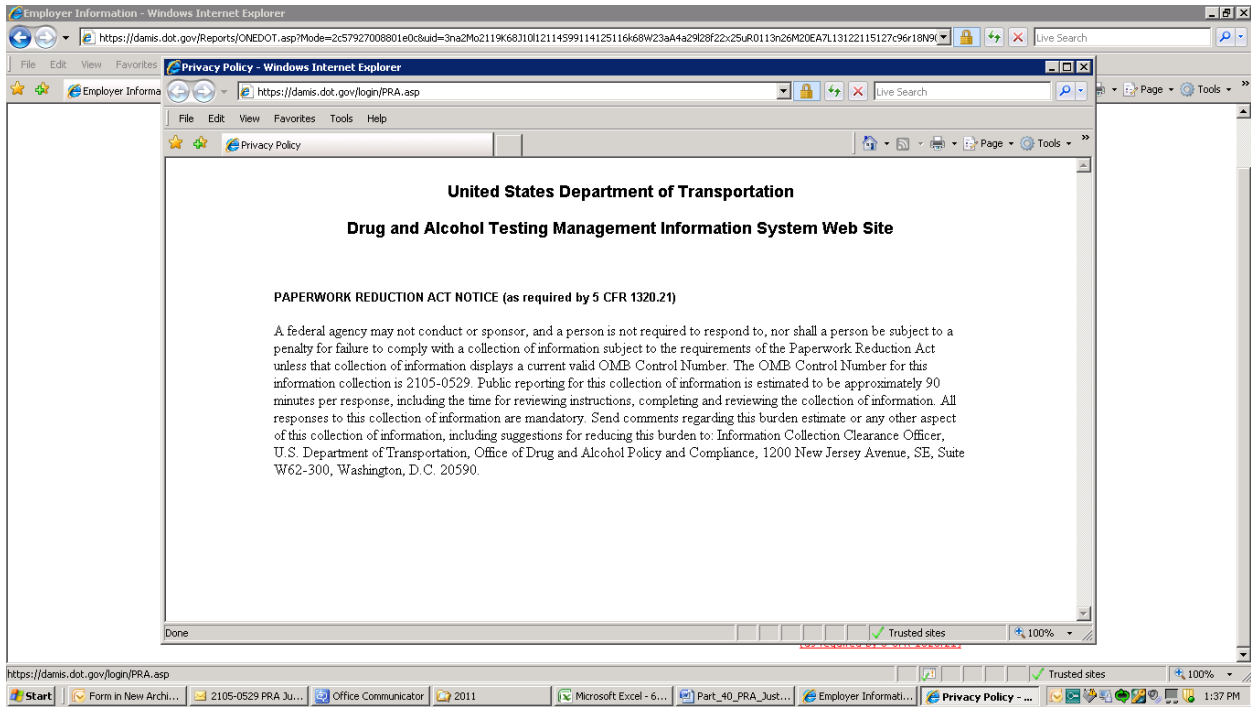 Employer Information - Windows Internet Explorer
https://damis.dot.gov/Reports/ONEDOT.asp?Mode=2c57927008801e0c&uid=3na2Mo2119K68J10l12114599114125116k68W23aA4a29l28f22x25uR0113n26M20EA7L13122115127c96r18N9(
Live Search
File Edit View Favorites
Employer Informa
Page Tools
Privacy Policy - Windows Internet Explorer
https://damis.dot.gov/login/PRA.asp
Live Search
File Edit View Favorites Tools Help
Privacy Policy
Page Tools
United States Department of Transportation
Drug and Alcohol Testing Management Information System Web Site
PAPERWORK REDUCTION ACT NOTICE (as required by 5 CFR 1320.21)
A federal agency may not conduct or sponsor, and a person is not required to respond to, nor shall a person be subject to a
penalty for failure to comply with a collection of information subject to the requirements of the Paperwork Reduction Act
unless that collection of information displays a current valid OMB Control Number. The OMB Control Number for this
information collection is 2105-0529. Public reporting for this collection of information is estimated to be approximately 90
minutes per response, including the time for reviewing instructions, completing and reviewing the collection of information. All
responses to this collection of information are mandatory. Send comments regarding this burden estimate or any other aspect
of this collection of information, including suggestions for reducing this burden to: Information Collection Clearance Officer,
U.S. Department of Transportation, Office of Drug and Alcohol Policy and Compliance, 1200 New Jersey Avenue, SE, Suite
W62-300, Washington, D.C. 20590.
Done
Trusted sites
100%
https://damis.dot.gov/login/PRA.asp
Trusted sites
100%
Start
Form in New Archi...
2105-0529 PRA Ju...
Office Communicator
2011
Microsoft Excel - 6...
Part_40_PRA_Just...
Employer Informati...
Privacy Policy - ...
1:37 PM